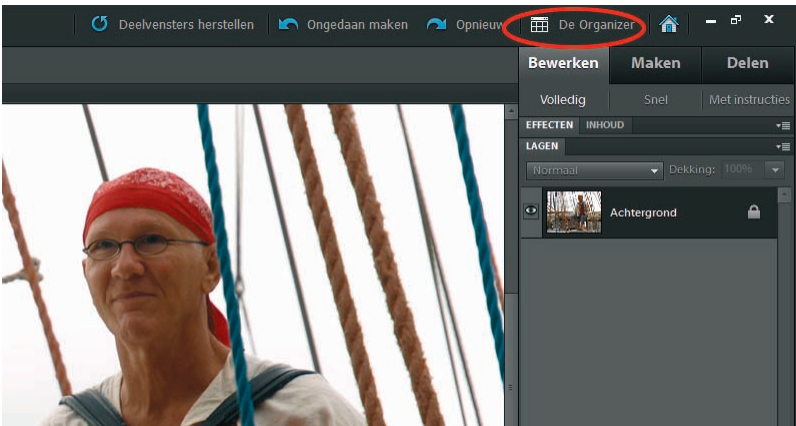 Deelvensters herstellen Ongedaan maken Opnieuw De Organizer
Bewerken Maken Delen
Volledig Snel Met instructies
EFFECTEN INHOUD
LAGEN
Normaal Dekking: 100%
Achtergrond